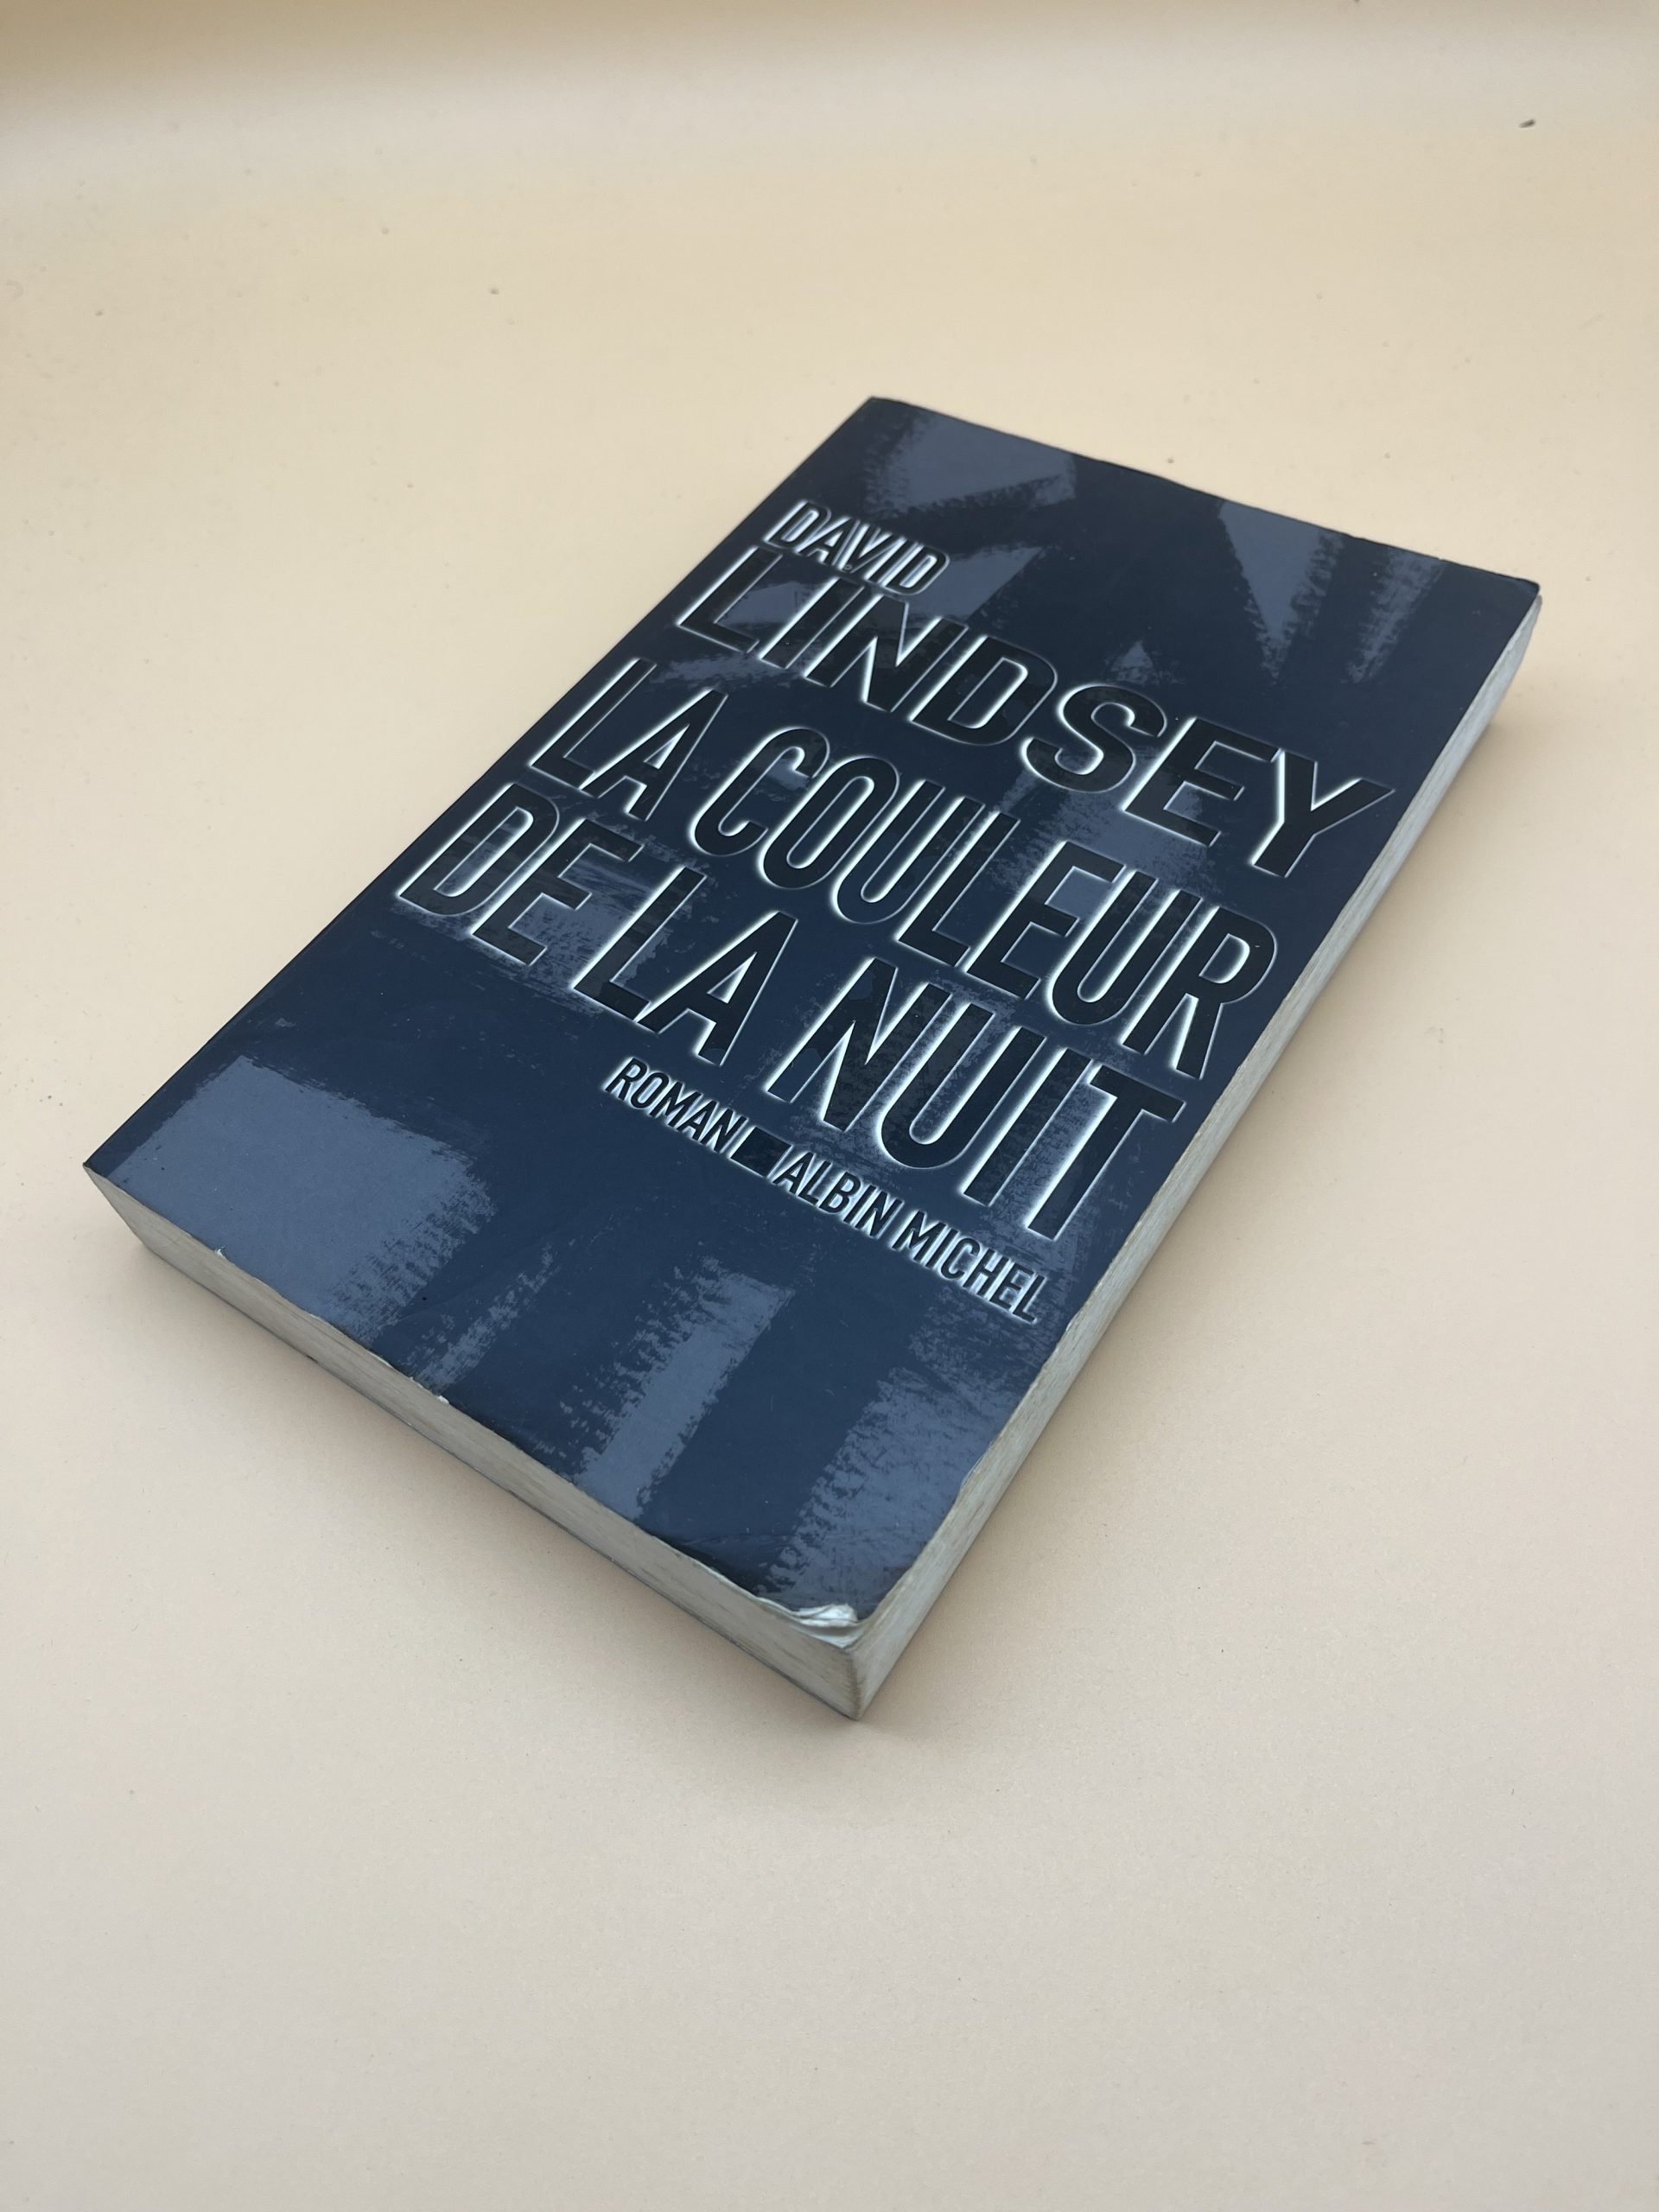 DAVID
LINDSEY
LA COULEUR
DE LA NUIT
ROMAN ALBIN MICHEL